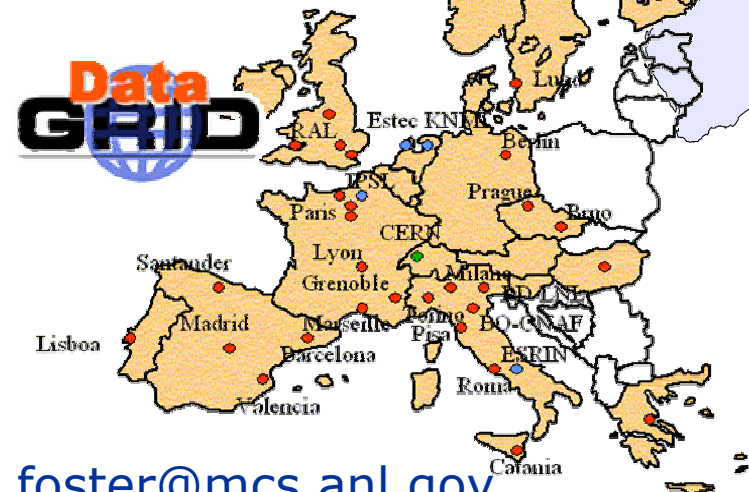 Data
GRID
Lund
Estec KNMI
RAL
Berlin
IPSL
Prague
Paris
Brno
CERN
Lyon
Santander
Milano
Grenoble
PD-LNL
Torino
Madrid
Marseille
BO-CNAF
Pisa
Lisboa
Barcelona
ESRIN
Roma
Valencia
Catania
foster@mcs.anl.gov